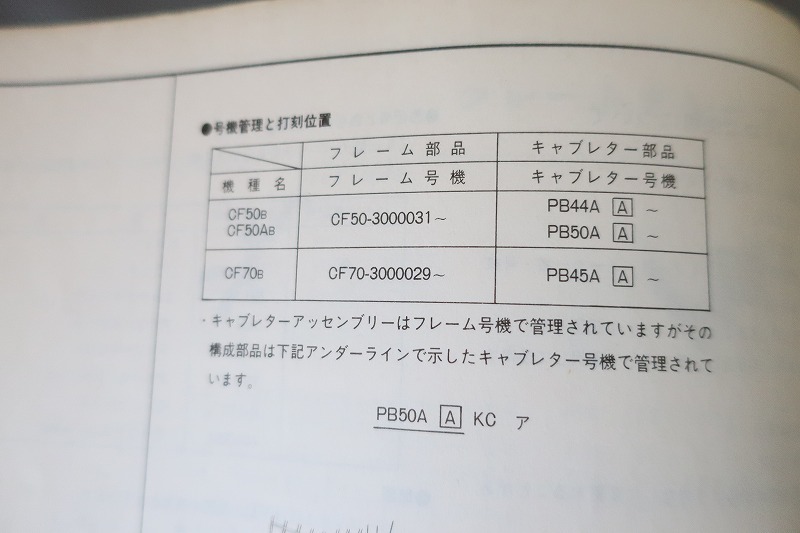 ●号機管理と打刻位置
フレーム部品 キャブレター部品
機種名 フレーム号機 キャブレター号機
CF50B CF50-3000031～ PB44A A ～
CF50AB PB50A A ～
CF70B CF70-3000029～ PB45A A ～
・キャブレターアッセンブリーはフレーム号機で管理されていますがその
構成部品は下記アンダーラインで示したキャブレター号機で管理されて
います。
PB50A A KC ア